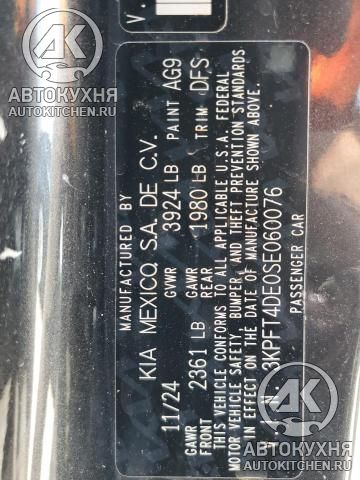 MANUFACTURED BY
KIA MEXICO, S.A. DE C.V.
11/24 GVWR 3924 LB PAINT AG9
GAWR FRONT 2361 LB GAWR REAR 1980 LB TRIM DFS
THIS VEHICLE CONFORMS TO ALL APPLICABLE U.S.A. FEDERAL
MOTOR VEHICLE SAFETY, BUMPER, AND THEFT PREVENTION STANDARDS
IN EFFECT ON THE DATE OF MANUFACTURE SHOWN ABOVE.
V.I.N. 3KPFT4DE0SE060076
PASSENGER CAR
V.
АВТОКУХНЯ
AUTOKITCHEN.RU
АВТОКУХНЯ
AUTOKITCHEN.RU